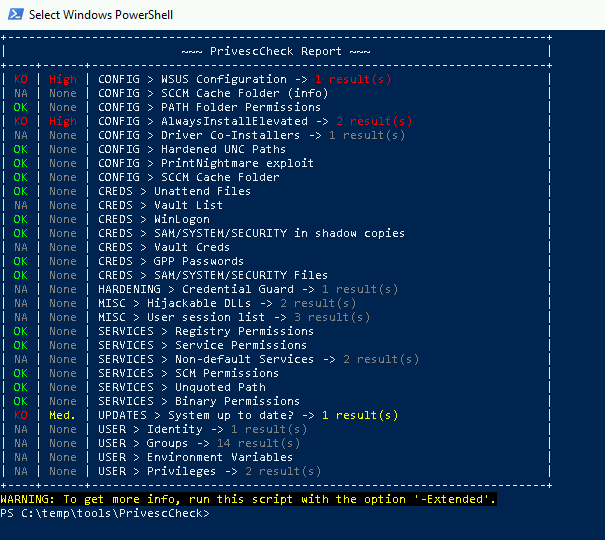 Select Windows PowerShell
+------+------+------------------------------------------------------------------+
| ~~~ PrivescCheck Report ~~~ |
+----+------+------------------------------------------------------------------+
| KO | High | CONFIG > WSUS Configuration -> 1 result(s)
| NA | None | CONFIG > SCCM Cache Folder (info)
| OK | None | CONFIG > PATH Folder Permissions
| KO | High | CONFIG > AlwaysInstallElevated -> 2 result(s)
| NA | None | CONFIG > Driver Co-Installers -> 1 result(s)
| OK | None | CONFIG > Hardened UNC Paths
| OK | None | CONFIG > PrintNightmare exploit
| OK | None | CONFIG > SCCM Cache Folder
| OK | None | CREDS > Unattend Files
| NA | None | CREDS > Vault List
| OK | None | CREDS > WinLogon
| OK | None | CREDS > SAM/SYSTEM/SECURITY in shadow copies
| NA | None | CREDS > Vault Creds
| OK | None | CREDS > GPP Passwords
| OK | None | CREDS > SAM/SYSTEM/SECURITY Files
| NA | None | HARDENING > Credential Guard -> 1 result(s)
| NA | None | MISC > Hijackable DLLs -> 2 result(s)
| NA | None | MISC > User session list -> 3 result(s)
| OK | None | SERVICES > Registry Permissions
| OK | None | SERVICES > Service Permissions
| NA | None | SERVICES > Non-default Services -> 2 result(s)
| OK | None | SERVICES > SCM Permissions
| OK | None | SERVICES > Unquoted Path
| OK | None | SERVICES > Binary Permissions
| KO | Med. | UPDATES > System up to date? -> 1 result(s)
| NA | None | USER > Identity -> 1 result(s)
| NA | None | USER > Groups -> 14 result(s)
| NA | None | USER > Environment Variables
| NA | None | USER > Privileges -> 2 result(s)
+----+------+------------------------------------------------------------------+
WARNING: To get more info, run this script with the option '-Extended'.
PS C:\temp\tools\PrivescCheck>